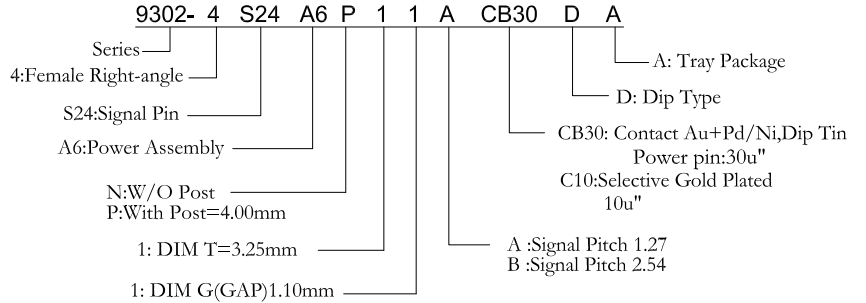 9302- 4 S24 A6 P 1 1 A CB30 D A
Series
4:Female Right-angle
S24:Signal Pin
A6:Power Assembly
N:W/O Post
P:With Post=4.00mm
1: DIM T=3.25mm
1: DIM G(GAP)1.10mm
A: Tray Package
D: Dip Type
CB30: Contact Au+Pd/Ni,Dip Tin
Power pin:30u"
C10:Selective Gold Plated
10u"
A :Signal Pitch 1.27
B :Signal Pitch 2.54